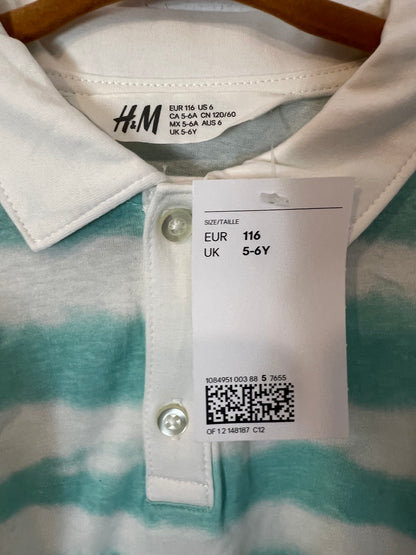 H&M
EUR 116 US 6
CA 5-6A CN 120/60
MX 5-6A AUS 6
UK 5-6Y
SIZE/TAILLE
EUR 116
UK 5-6Y
1084951 003 88 5 7655
OF 1 2 148187 C12